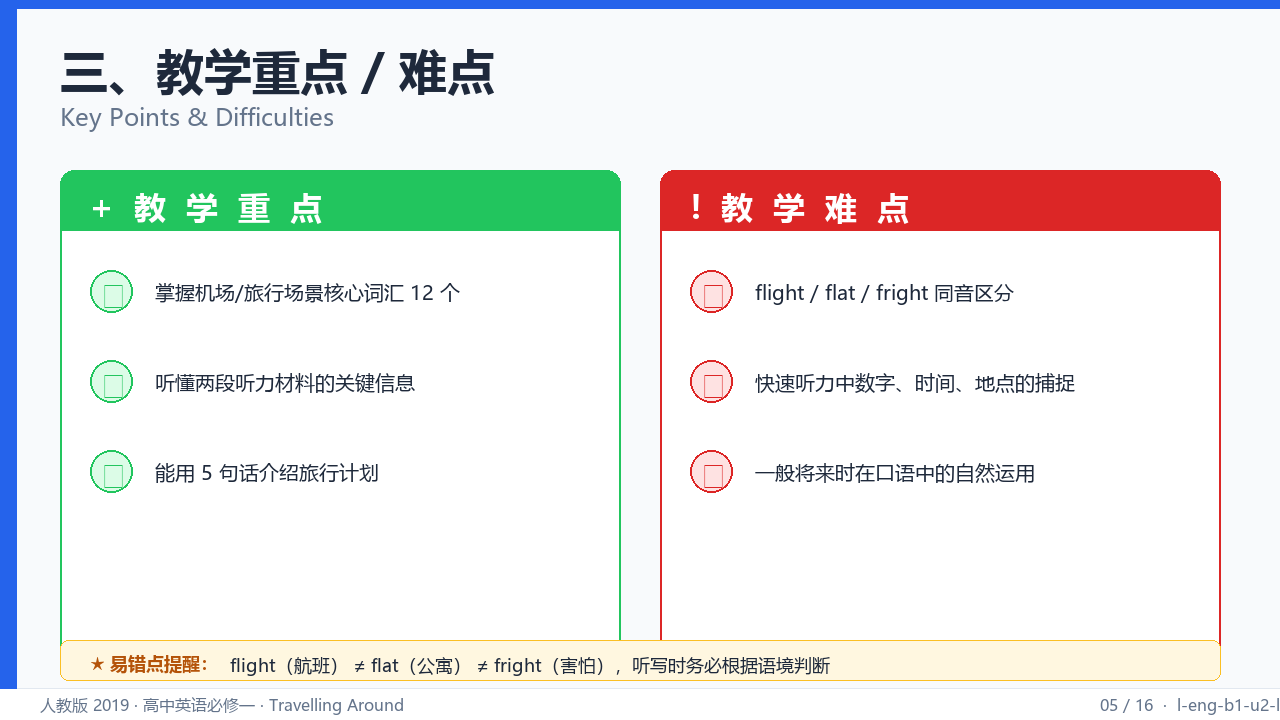 三、教学重点 / 难点
Key Points & Difficulties
+ 教 学 重 点
掌握机场/旅行场景核心词汇 12 个
听懂两段听力材料的关键信息
能用 5 句话介绍旅行计划
! 教 学 难 点
flight / flat / fright 同音区分
快速听力中数字、时间、地点的捕捉
一般将来时在口语中的自然运用
★ 易错点提醒： flight（航班） ≠ flat（公寓） ≠ fright（害怕），听写时务必根据语境判断
人教版 2019 · 高中英语必修一 · Travelling Around
05 / 16 · l-eng-b1-u2-l